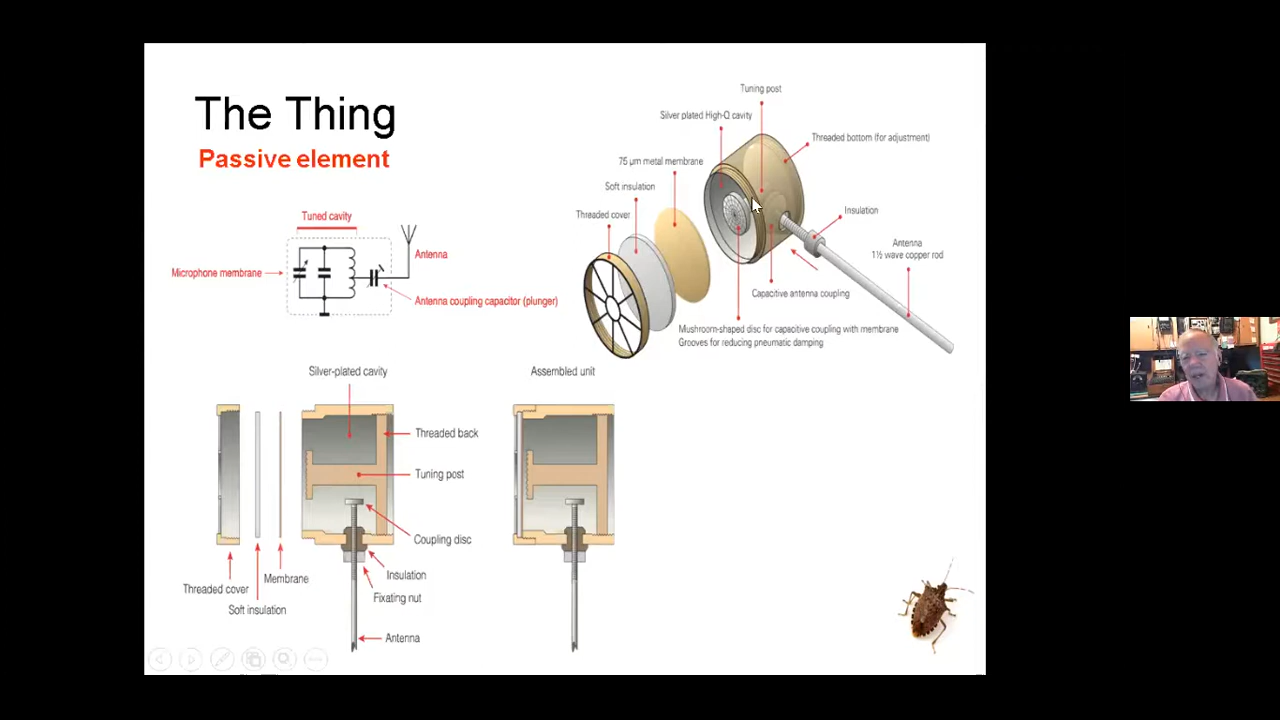 The Thing
Passive element
Tuned cavity
Microphone membrane
Antenna
Antenna coupling capacitor (plunger)
Tuning post
Silver plated High-Q cavity
Threaded bottom (for adjustment)
75 µm metal membrane
Soft insulation
Threaded cover
Insulation
Antenna
1½ wave copper rod
Capacitive antenna coupling
Mushroom-shaped disc for capacitive coupling with membrane
Grooves for reducing pneumatic damping
Silver-plated cavity
Assembled unit
Threaded back
Tuning post
Coupling disc
Insulation
Membrane
Threaded cover
Fixating nut
Soft insulation
Antenna